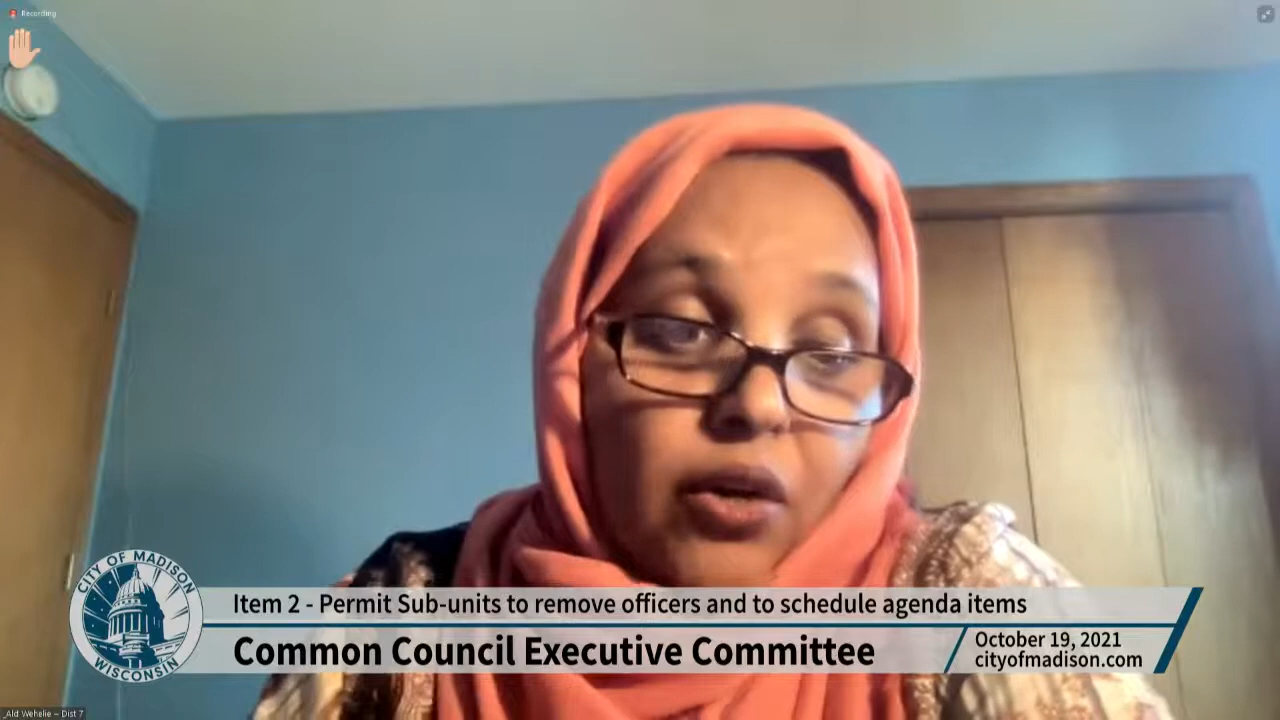 Recording
CITY OF MADISON
WISCONSIN
Item 2 - Permit Sub-units to remove officers and to schedule agenda items
Common Council Executive Committee
October 19, 2021
cityofmadison.com
_Ald Wehelie - Dist 7